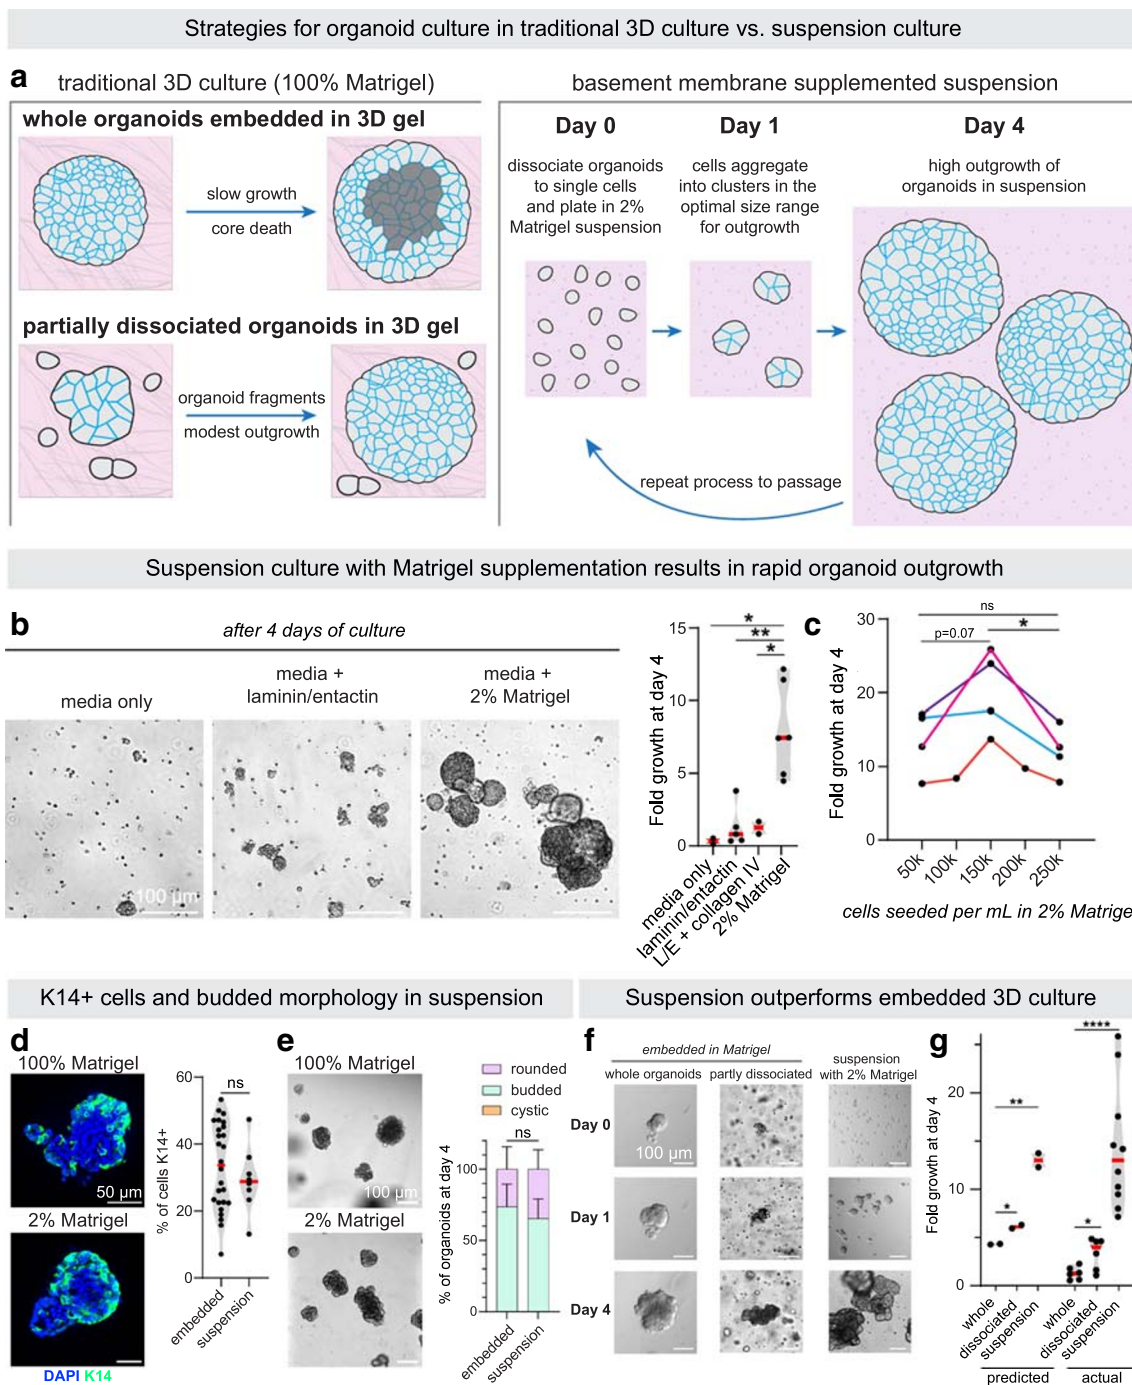 Strategies for organoid culture in traditional 3D culture vs. suspension culture
a
traditional 3D culture (100% Matrigel)
whole organoids embedded in 3D gel
slow growth
core death
partially dissociated organoids in 3D gel
organoid fragments
modest outgrowth
basement membrane supplemented suspension
Day 0
dissociate organoids
to single cells
and plate in 2%
Matrigel suspension
Day 1
cells aggregate
into clusters in the
optimal size range
for outgrowth
Day 4
high outgrowth of
organoids in suspension
repeat process to passage
Suspension culture with Matrigel supplementation results in rapid organoid outgrowth
b
after 4 days of culture
media only
media +
laminin/entactin
media +
2% Matrigel
100 µm
Fold growth at day 4
15
10
5
0
*
**
*
media only
laminin/entactin
L/E + collagen IV
2% Matrigel
c
Fold growth at day 4
30
20
10
0
ns
p=0.07
*
50k
100k
150k
200k
250k
cells seeded per mL in 2% Matrige
K14+ cells and budded morphology in suspension
d
100% Matrigel
50 µm
2% Matrigel
DAPI K14
% of cells K14+
60
40
20
0
ns
embedded
suspension
e
100% Matrigel
100 µm
2% Matrigel
rounded
budded
cystic
% of organoids at day 4
ns
100
50
0
embedded
suspension
Suspension outperforms embedded 3D culture
f
embedded in Matrigel
whole organoids
partly dissociated
suspension
with 2% Matrigel
Day 0
100 µm
Day 1
Day 4
g
Fold growth at day 4
20
10
0
**
*
****
*
whole
dissociated
suspension
predicted
whole
dissociated
suspension
actual